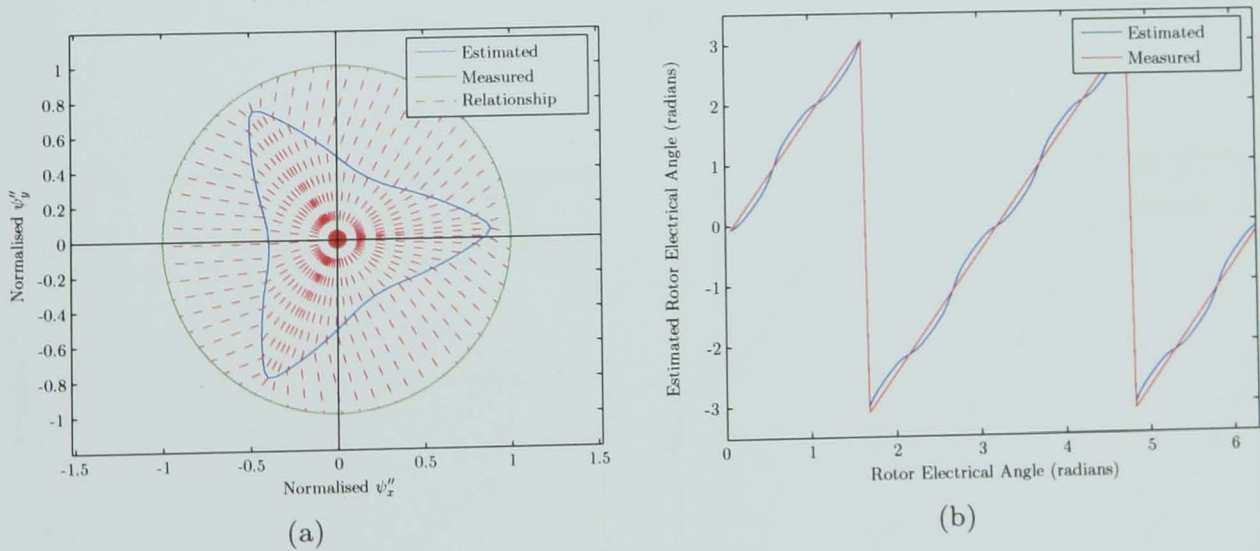 Estimated
Measured
Relationship
1
0.8
0.6
0.4
0.2
0
-0.2
-0.4
-0.6
-0.8
-1
Normalised ψ″y
-1.5
-1
-0.5
0
0.5
1
1.5
Normalised ψ″x
(a)
Estimated
Measured
3
2
1
0
-1
-2
-3
Estimated Rotor Electrical Angle (radians)
0
1
2
3
4
5
6
Rotor Electrical Angle (radians)
(b)